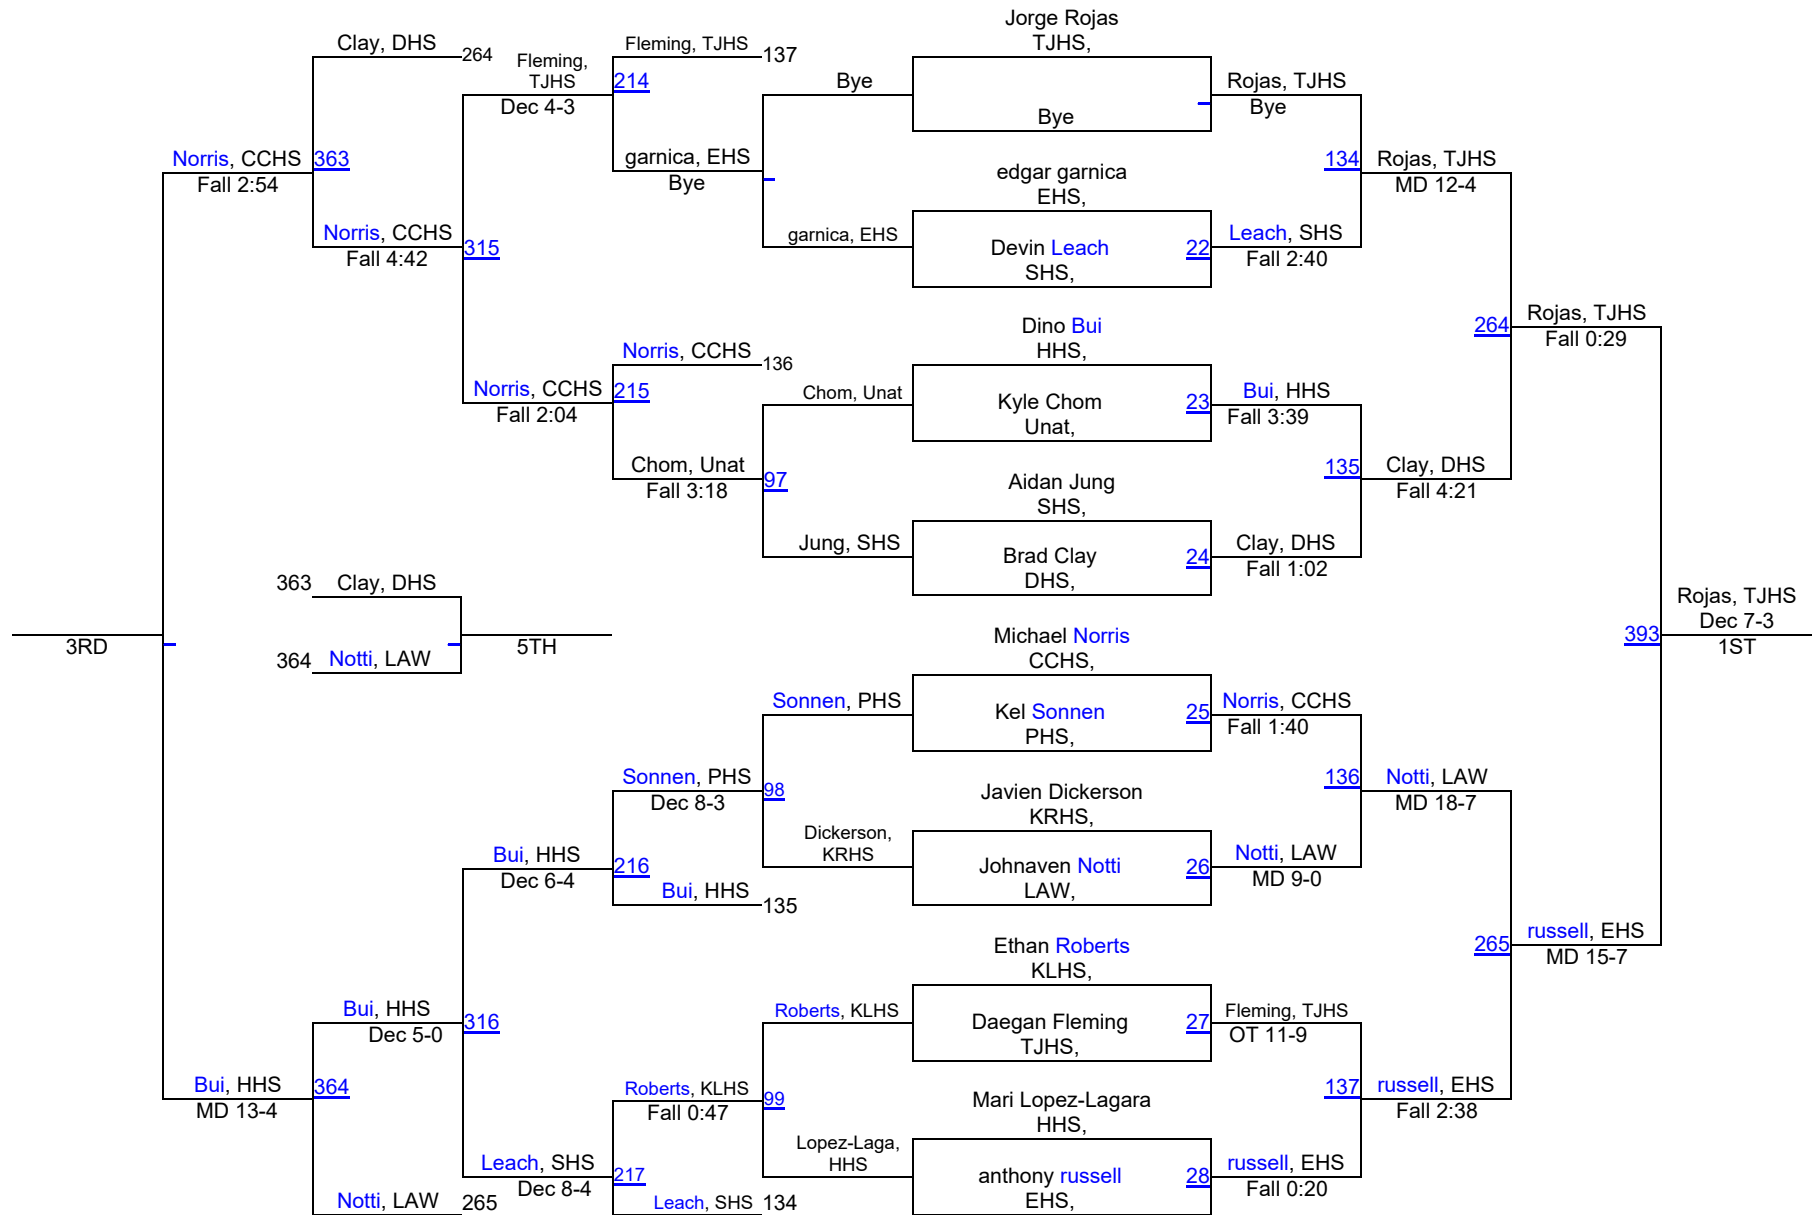 Jorge Rojas
TJHS,
Bye
edgar garnica
EHS,
Devin Leach
SHS,
22
Dino Bui
HHS,
Kyle Chom
Unat,
23
Aidan Jung
SHS,
Brad Clay
DHS,
24
Michael Norris
CCHS,
Kel Sonnen
PHS,
25
Javien Dickerson
KRHS,
Johnaven Notti
LAW,
26
Ethan Roberts
KLHS,
Daegan Fleming
TJHS,
27
Mari Lopez-Lagara
HHS,
anthony russell
EHS,
28
Rojas, TJHS
Bye
134
Leach, SHS
Fall 2:40
Bui, HHS
Fall 3:39
135
Clay, DHS
Fall 1:02
Norris, CCHS
Fall 1:40
136
Notti, LAW
MD 9-0
Fleming, TJHS
OT 11-9
137
russell, EHS
Fall 0:20
Rojas, TJHS
MD 12-4
264
Clay, DHS
Fall 4:21
Notti, LAW
MD 18-7
265
russell, EHS
Fall 2:38
Rojas, TJHS
Fall 0:29
393
russell, EHS
MD 15-7
Rojas, TJHS
Dec 7-3
1ST
Bye
garnica, EHS
Chom, Unat
97
Jung, SHS
Sonnen, PHS
98
Dickerson,
KRHS
Roberts, KLHS
99
Lopez-Laga,
HHS
Fleming, TJHS
137
214
garnica, EHS
Bye
Norris, CCHS
136
215
Chom, Unat
Fall 3:18
Sonnen, PHS
Dec 8-3
216
Bui, HHS
135
Roberts, KLHS
Fall 0:47
217
Leach, SHS
134
Fleming,
TJHS
Dec 4-3
315
Norris, CCHS
Fall 2:04
Bui, HHS
Dec 6-4
316
Leach, SHS
Dec 8-4
Clay, DHS
264
363
Norris, CCHS
Fall 4:42
Bui, HHS
Dec 5-0
364
Notti, LAW
265
Norris, CCHS
Fall 2:54
Bui, HHS
MD 13-4
3RD
363
Clay, DHS
364
Notti, LAW
5TH